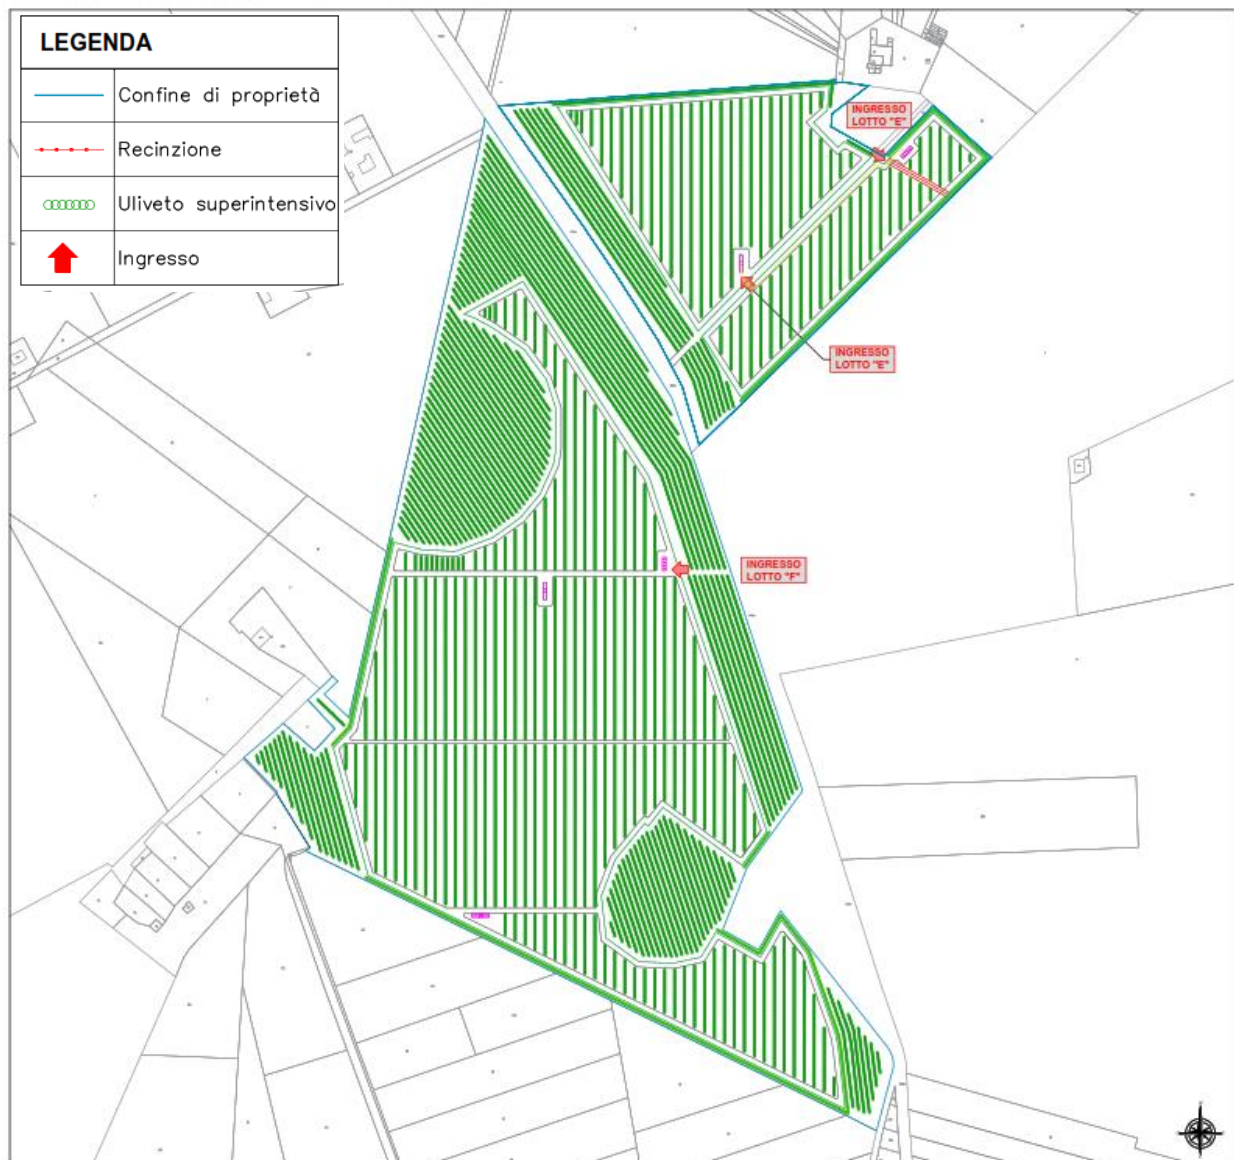 LEGENDA
Confine di proprietà
Recinzione
Uliveto superintensivo
Ingresso
INGRESSO
LOTTO "E"
INGRESSO
LOTTO "E"
INGRESSO
LOTTO "F"